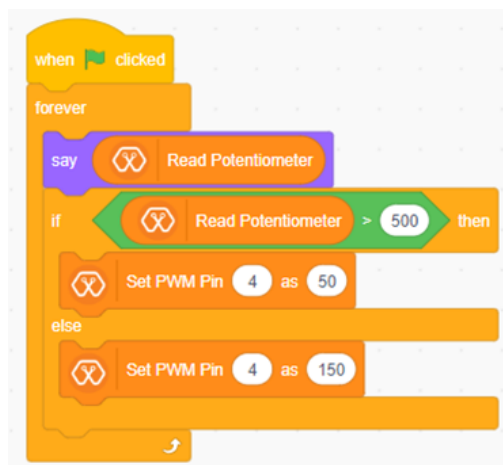 when clicked
forever
say Read Potentiometer
if Read Potentiometer > 500 then
Set PWM Pin 4 as 50
else
Set PWM Pin 4 as 150